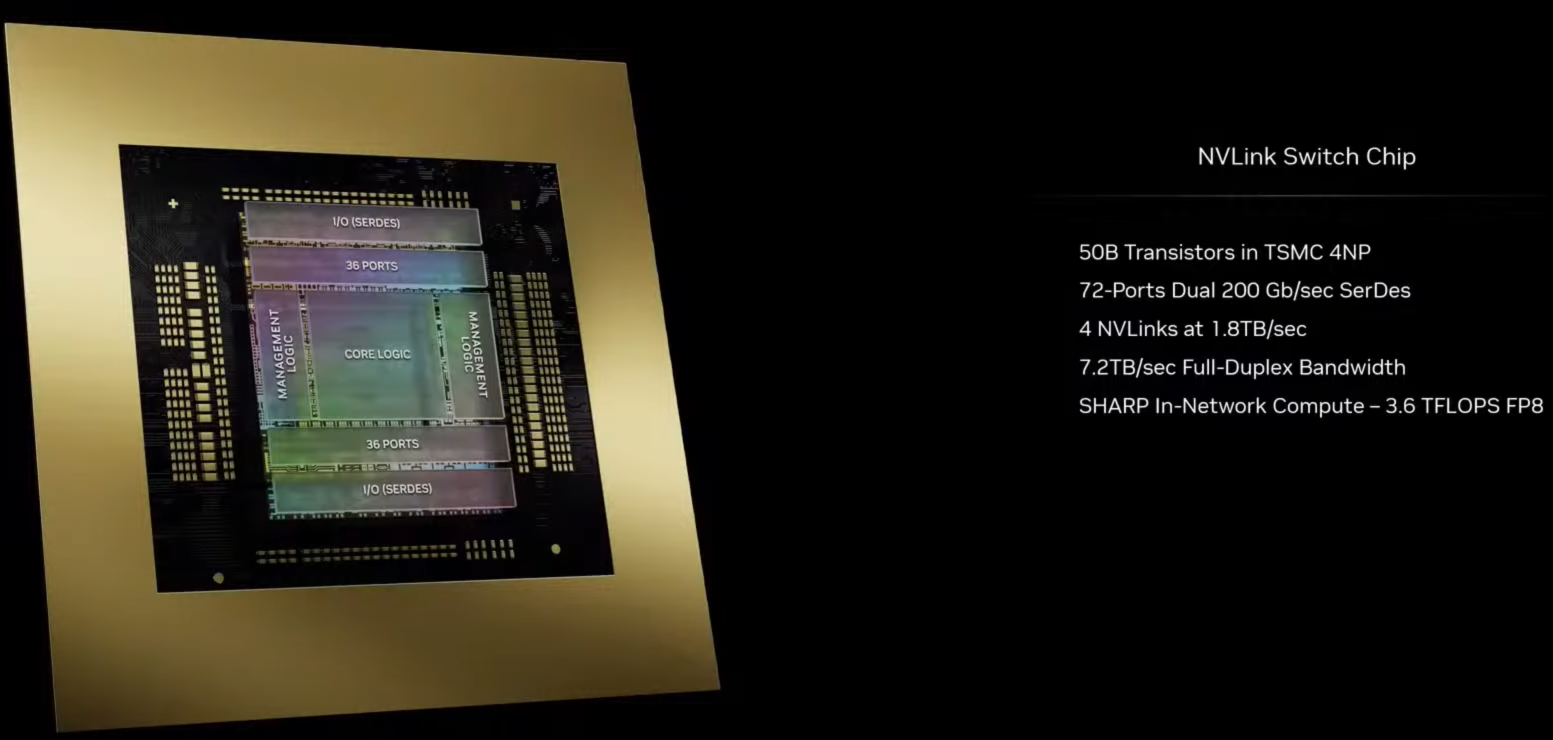 NVLink Switch Chip
50B Transistors in TSMC 4NP
72-Ports Dual 200 Gb/sec SerDes
4 NVLinks at 1.8TB/sec
7.2TB/sec Full-Duplex Bandwidth
SHARP In-Network Compute – 3.6 TFLOPS FP8
I/O (SERDES)
36 PORTS
MANAGEMENT
LOGIC
CORE LOGIC
MANAGEMENT
LOGIC
36 PORTS
I/O (SERDES)